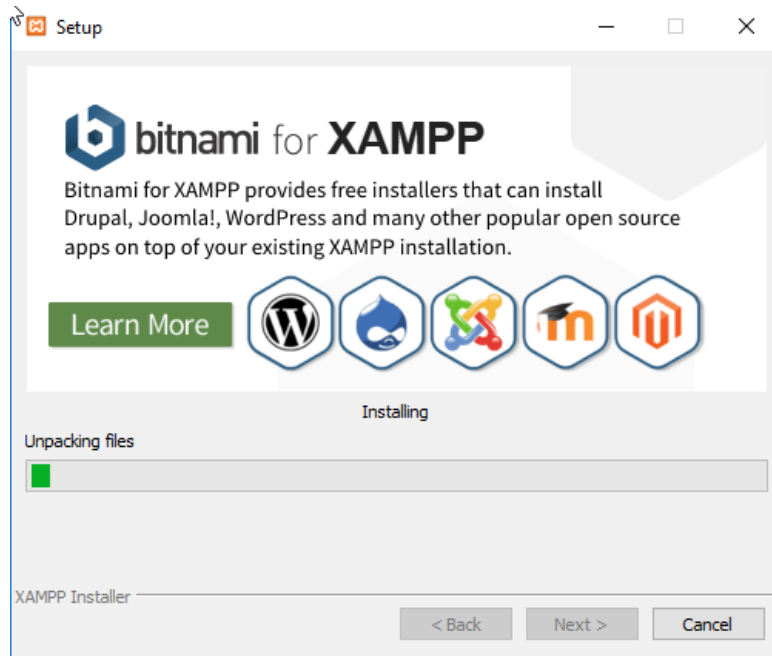 Setup
bitnami for XAMPP
Bitnami for XAMPP provides free installers that can install
Drupal, Joomla!, WordPress and many other popular open source
apps on top of your existing XAMPP installation.
Learn More
Installing
Unpacking files
XAMPP Installer
< Back Next > Cancel